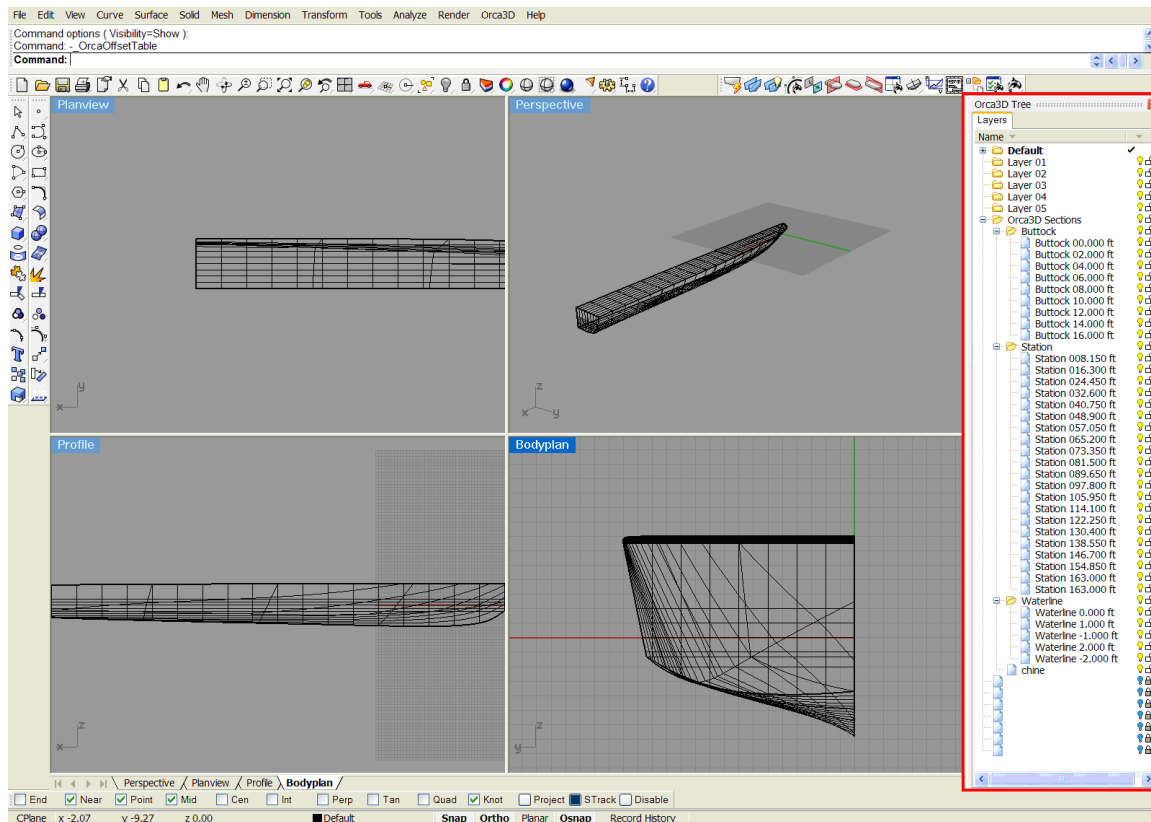 File Edit View Curve Surface Solid Mesh Dimension Transform Tools Analyze Render Orca3D Help
Command options ( Visibility=Show ):
Command: -_OrcaOffsetTable
Command:
Planview
Perspective
Orca3D Tree
Layers
Name
Default
Layer 01
Layer 02
Layer 03
Layer 04
Layer 05
Orca3D Sections
Buttock
Buttock 00.000 ft
Buttock 02.000 ft
Buttock 04.000 ft
Buttock 06.000 ft
Buttock 08.000 ft
Buttock 10.000 ft
Buttock 12.000 ft
Buttock 14.000 ft
Buttock 16.000 ft
Station
Station 008.150 ft
Station 016.300 ft
Station 024.450 ft
Station 032.600 ft
Station 040.750 ft
Station 048.900 ft
Station 057.050 ft
Station 065.200 ft
Station 073.350 ft
Station 081.500 ft
Station 089.650 ft
Station 097.800 ft
Station 105.950 ft
Station 114.100 ft
Station 122.250 ft
Station 130.400 ft
Station 138.550 ft
Station 146.700 ft
Station 154.850 ft
Station 163.000 ft
Station 163.000 ft
Waterline
Waterline 0.000 ft
Waterline 1.000 ft
Waterline -1.000 ft
Waterline 2.000 ft
Waterline -2.000 ft
chine
y
x
z
x
y
Profile
Bodyplan
z
x
z
y
Perspective Planview Profile Bodyplan
End Near Point Mid Cen Int Perp Tan Quad Knot Project STrack Disable
CPlane x -2.07 y -9.27 z 0.00 Default Snap Ortho Planar Osnap Record History